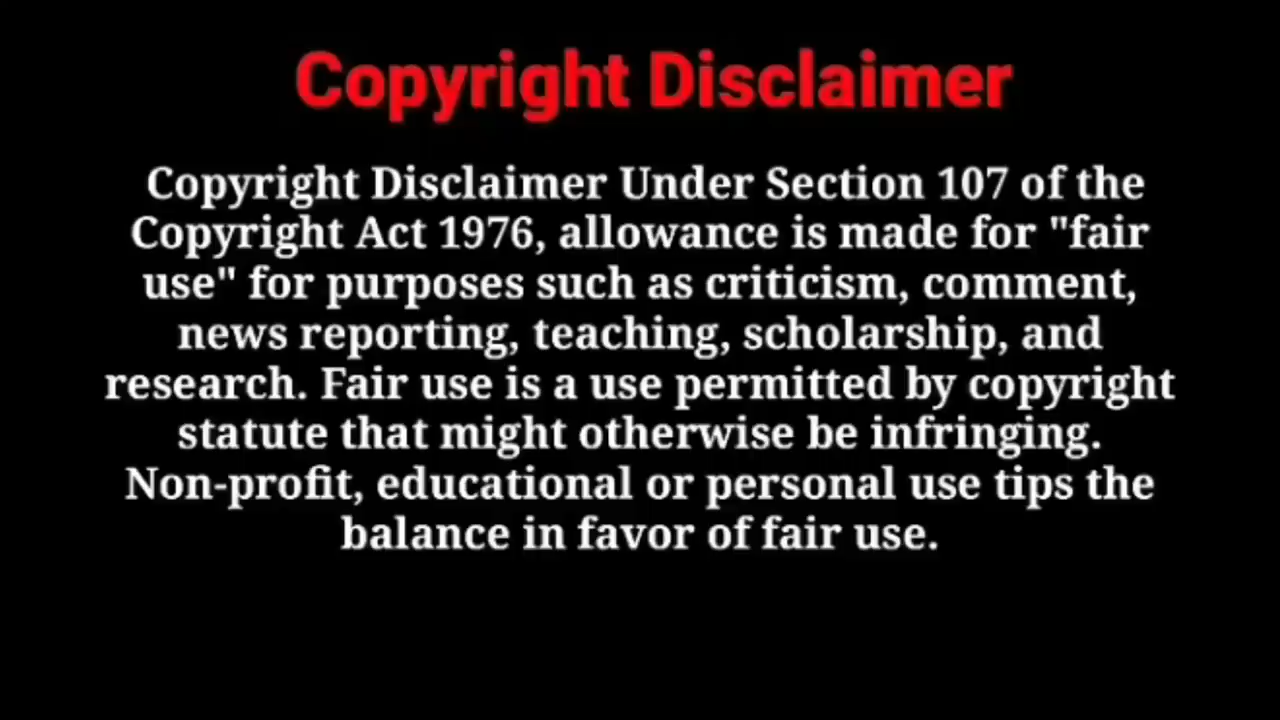 Copyright Disclaimer
Copyright Disclaimer Under Section 107 of the
Copyright Act 1976, allowance is made for "fair
use" for purposes such as criticism, comment,
news reporting, teaching, scholarship, and
research. Fair use is a use permitted by copyright
statute that might otherwise be infringing.
Non-profit, educational or personal use tips the
balance in favor of fair use.